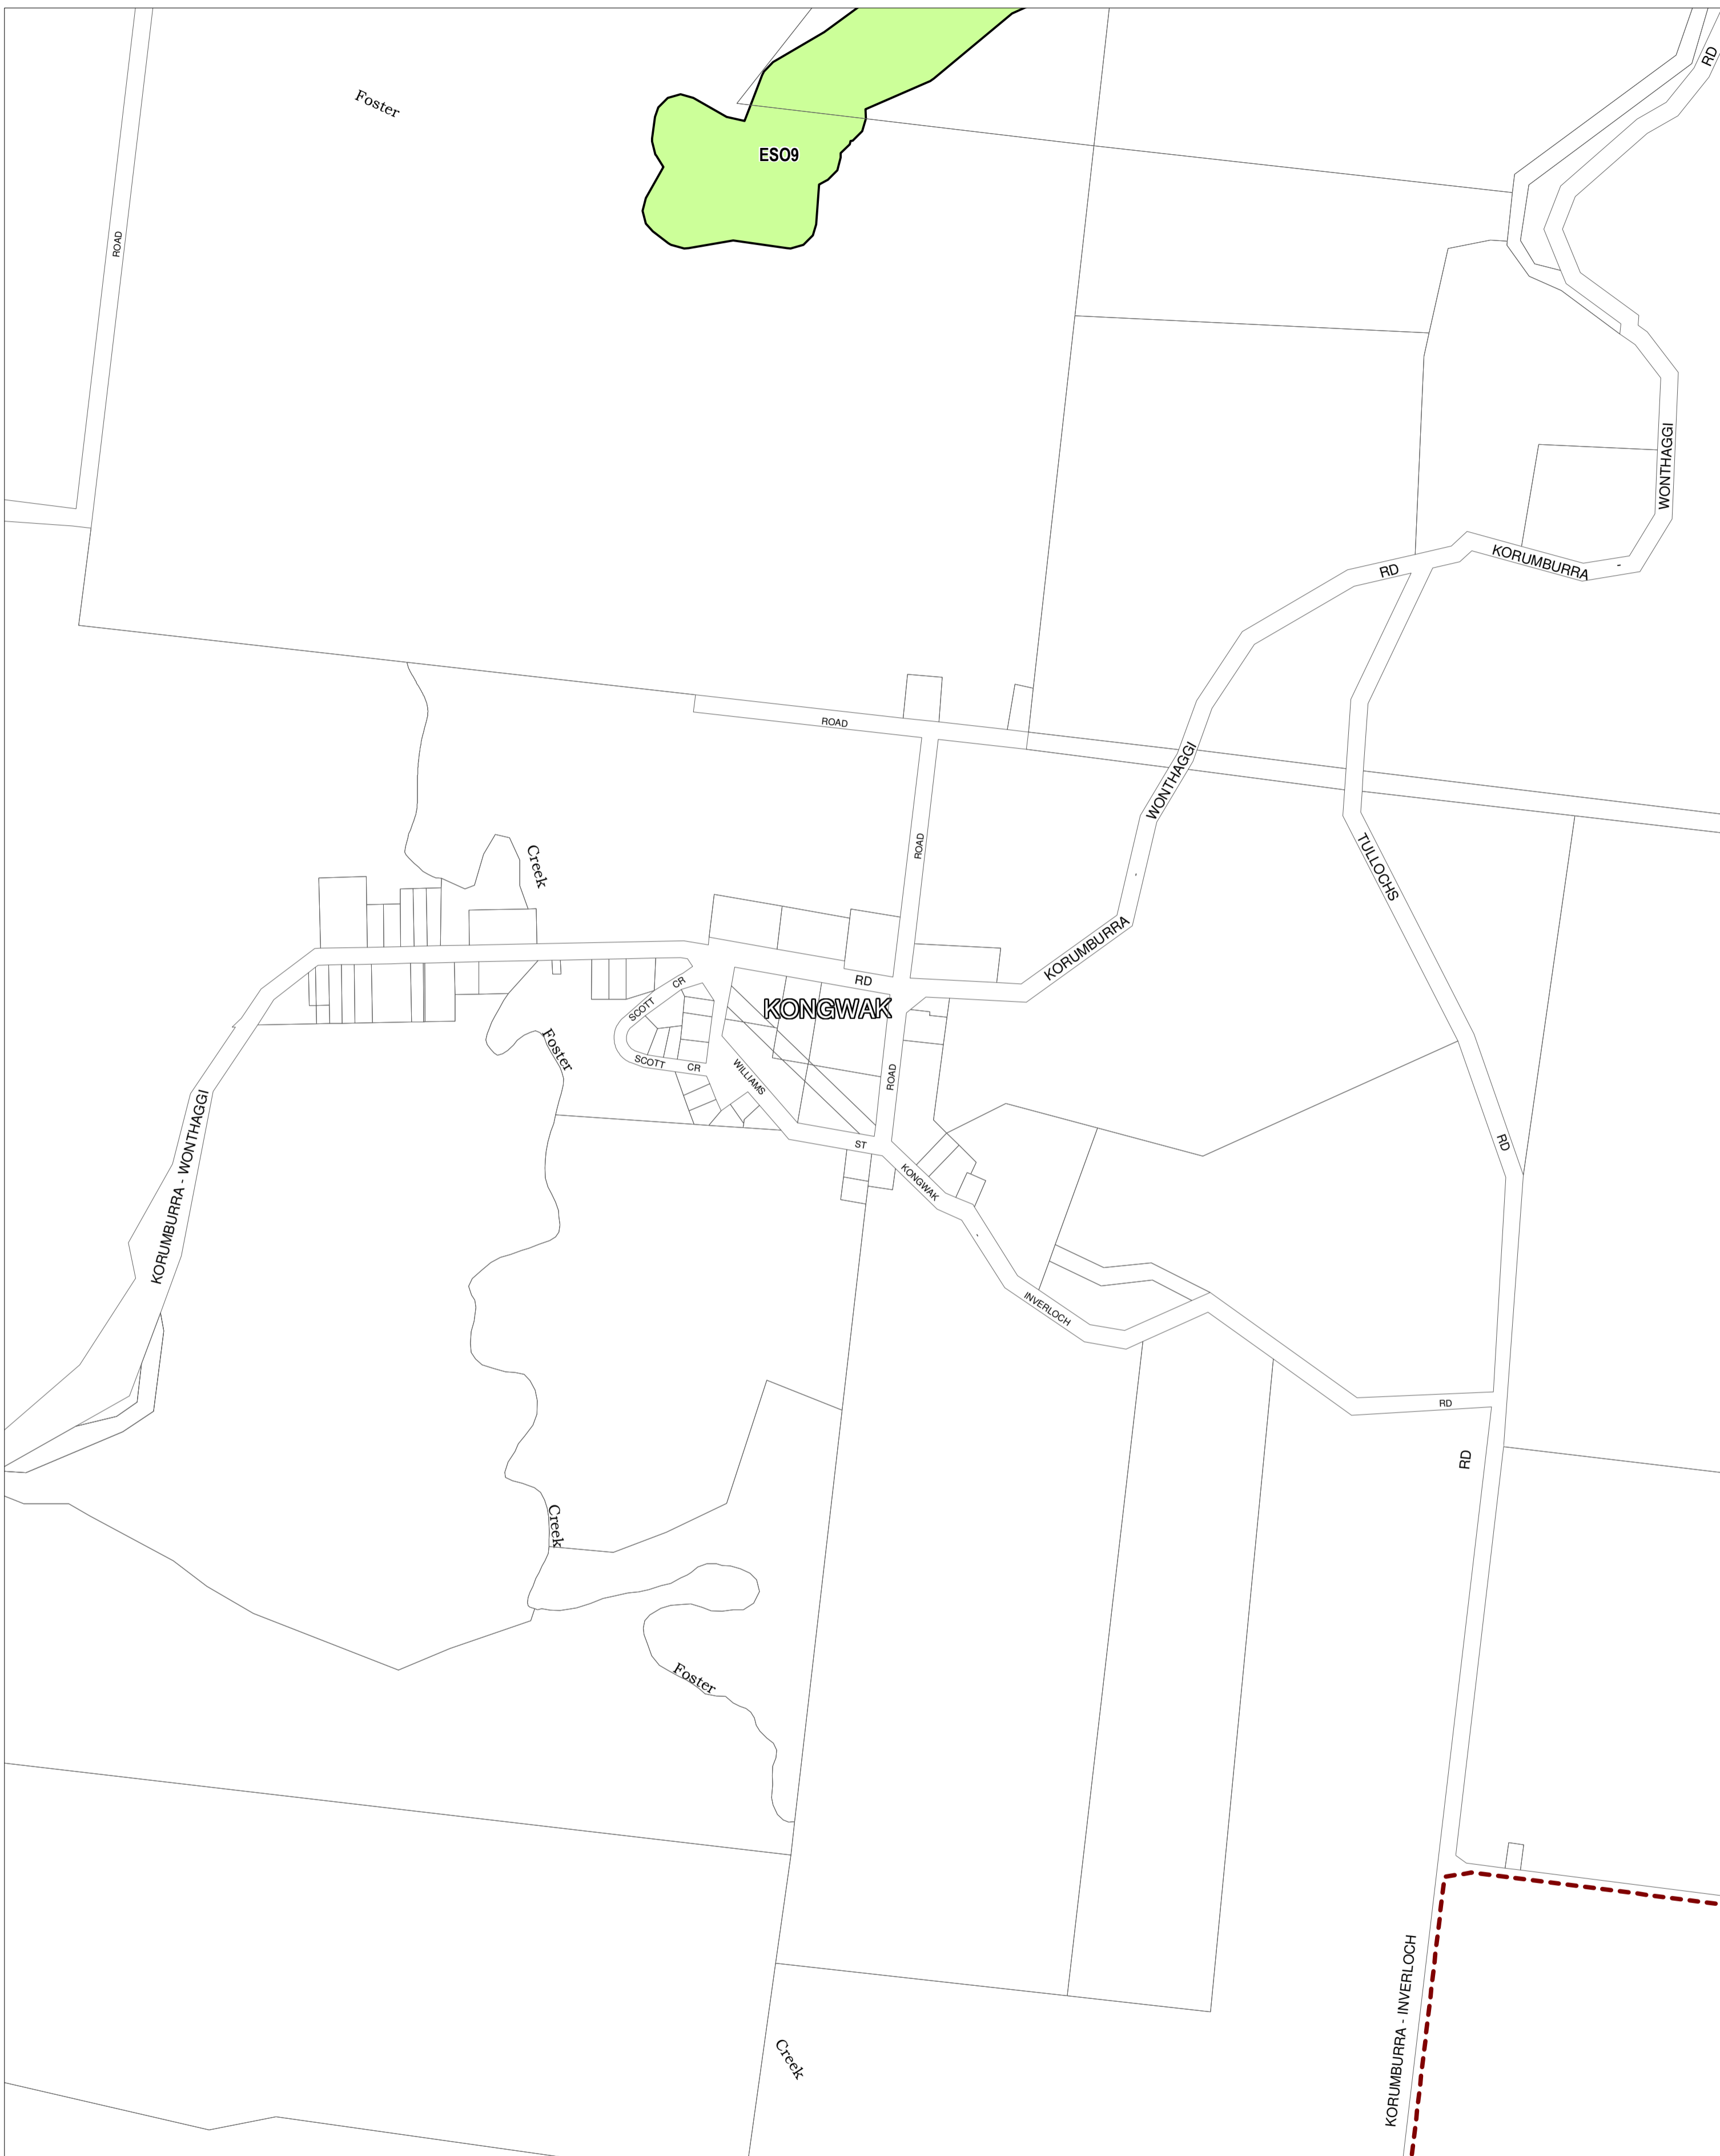 RD
Foster
ESO9
ROAD
WONTHAGGI
KORUMBURRA
-
RD
ROAD
WONTHAGGI
ROAD
TULLOCHS
Creek
-
KORUMBURRA
RD
SCOTT CR
KONGWAK
Foster
SCOTT CR
WILLIAMS
ROAD
KORUMBURRA - WONTHAGGI
ST
RD
KONGWAK
-
INVERLOCH
RD
RD
Creek
Foster
KORUMBURRA - INVERLOCH
Creek